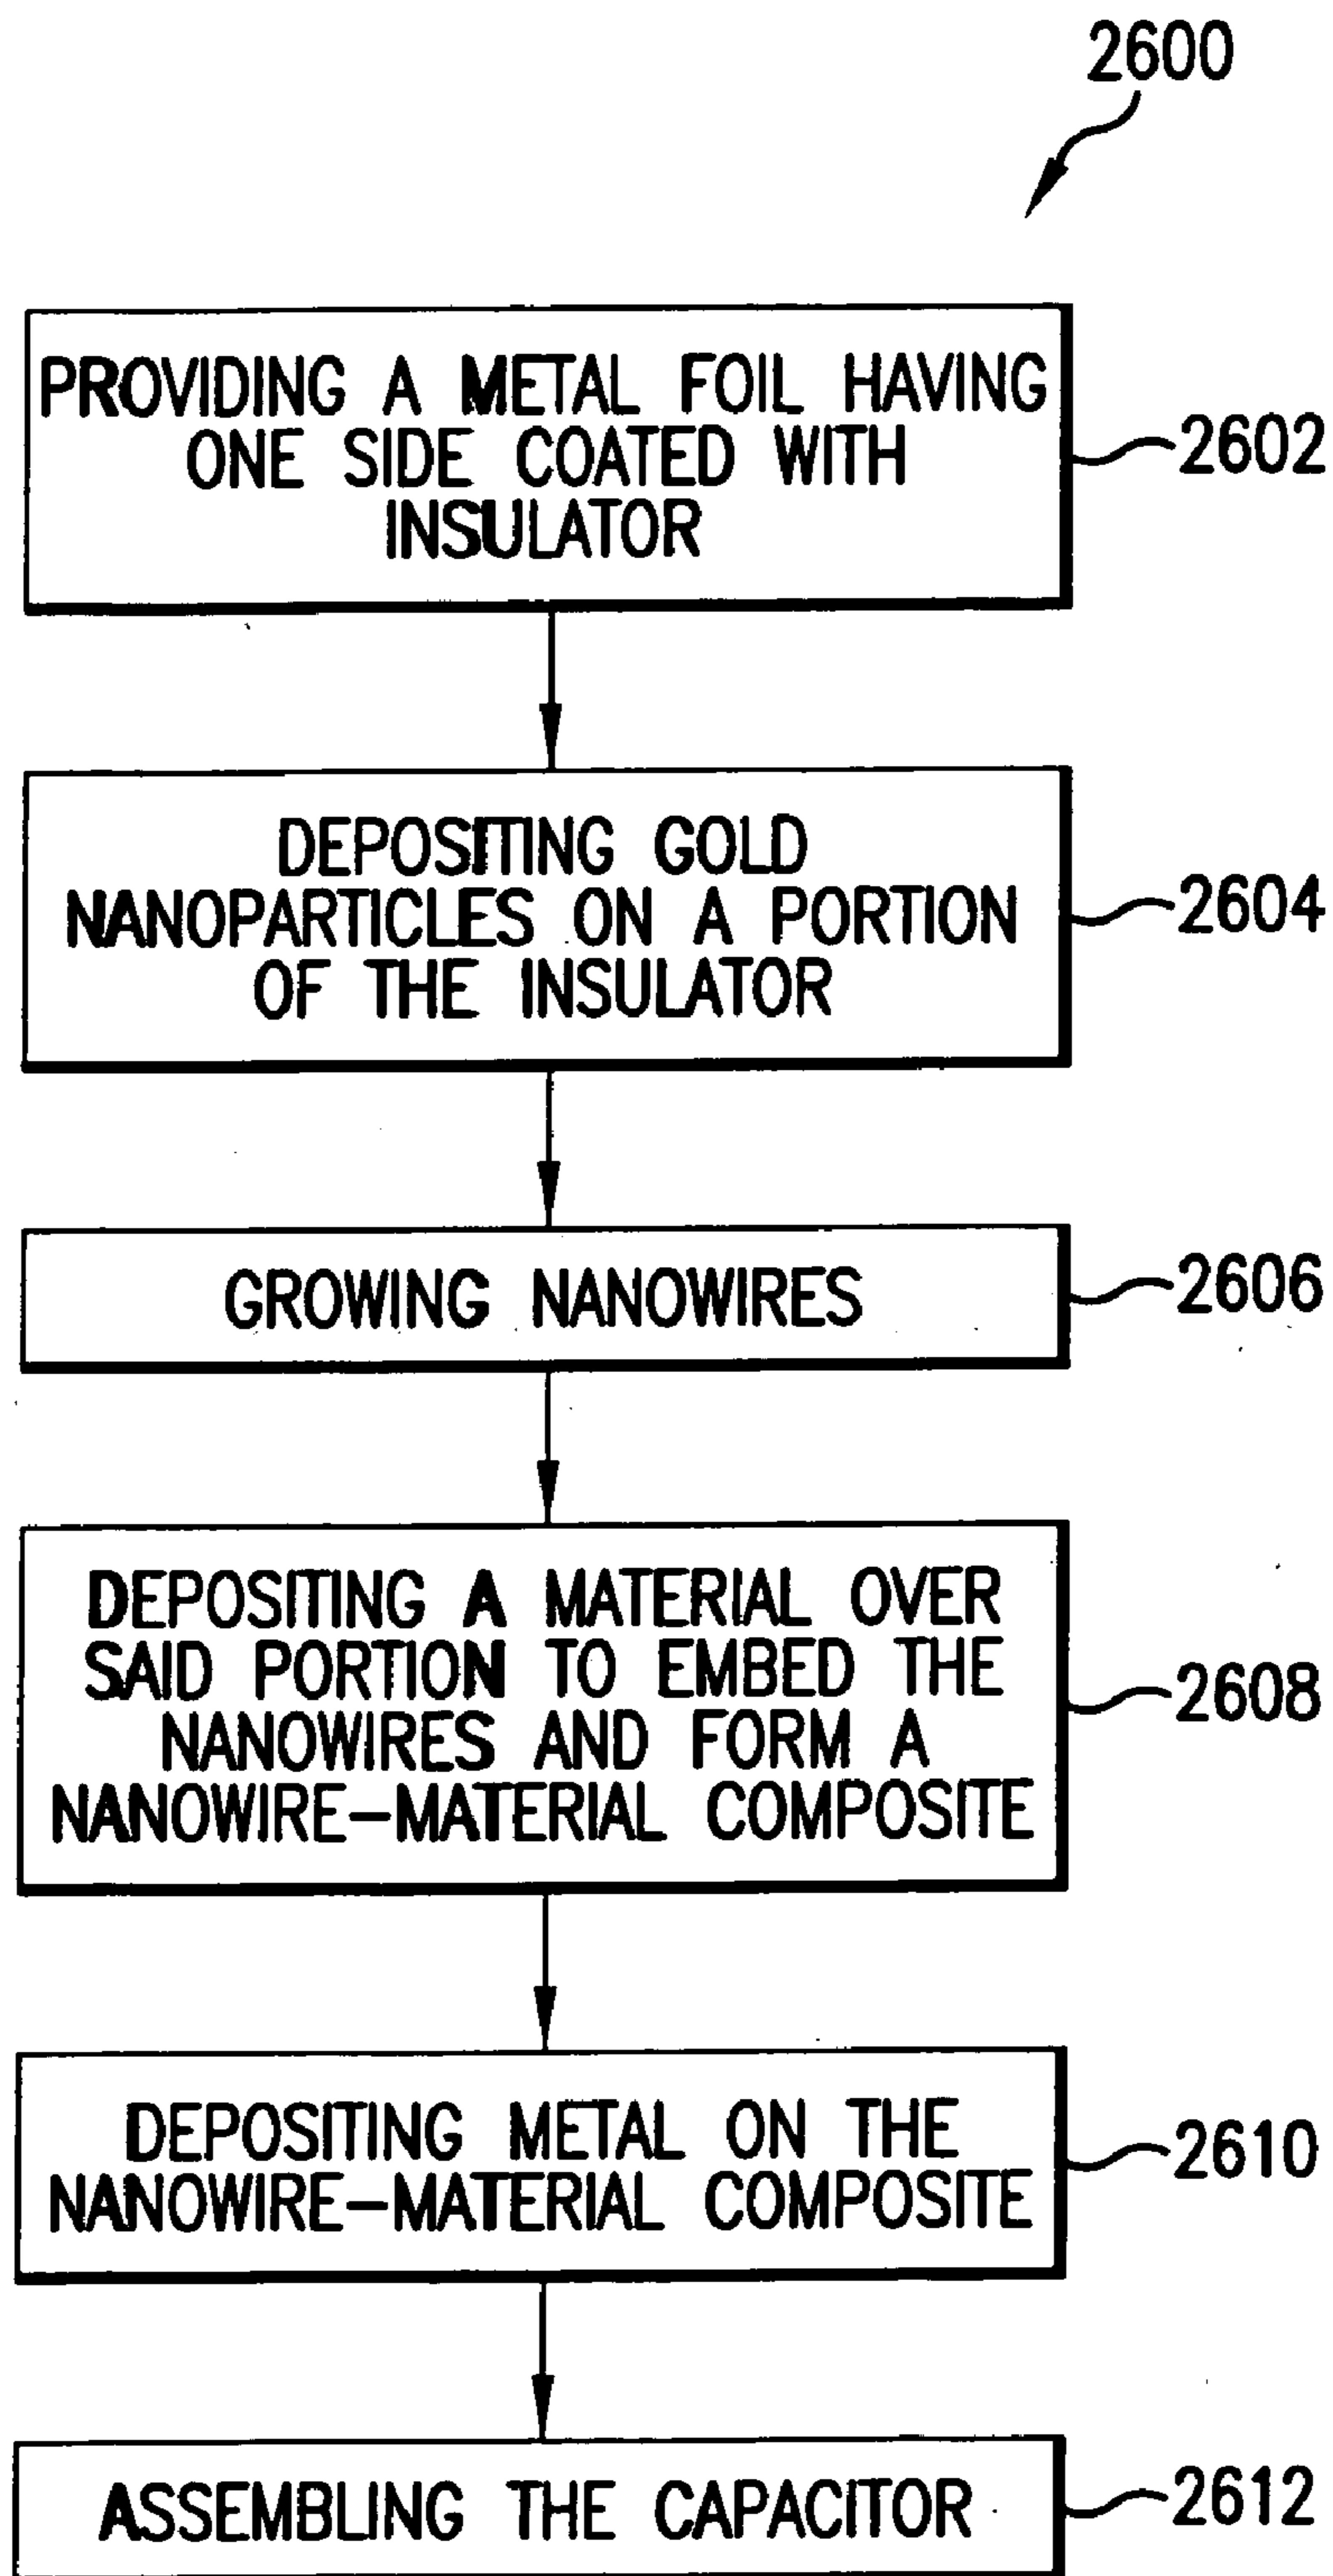 2600
PROVIDING A METAL FOIL HAVING
ONE SIDE COATED WITH
INSULATOR
2602
DEPOSITING GOLD
NANOPARTICLES ON A PORTION
OF THE INSULATOR
2604
GROWING NANOWIRES
2606
DEPOSITING A MATERIAL OVER
SAID PORTION TO EMBED THE
NANOWIRES AND FORM A
NANOWIRE-MATERIAL COMPOSITE
2608
DEPOSITING METAL ON THE
NANOWIRE-MATERIAL COMPOSITE
2610
ASSEMBLING THE CAPACITOR
2612